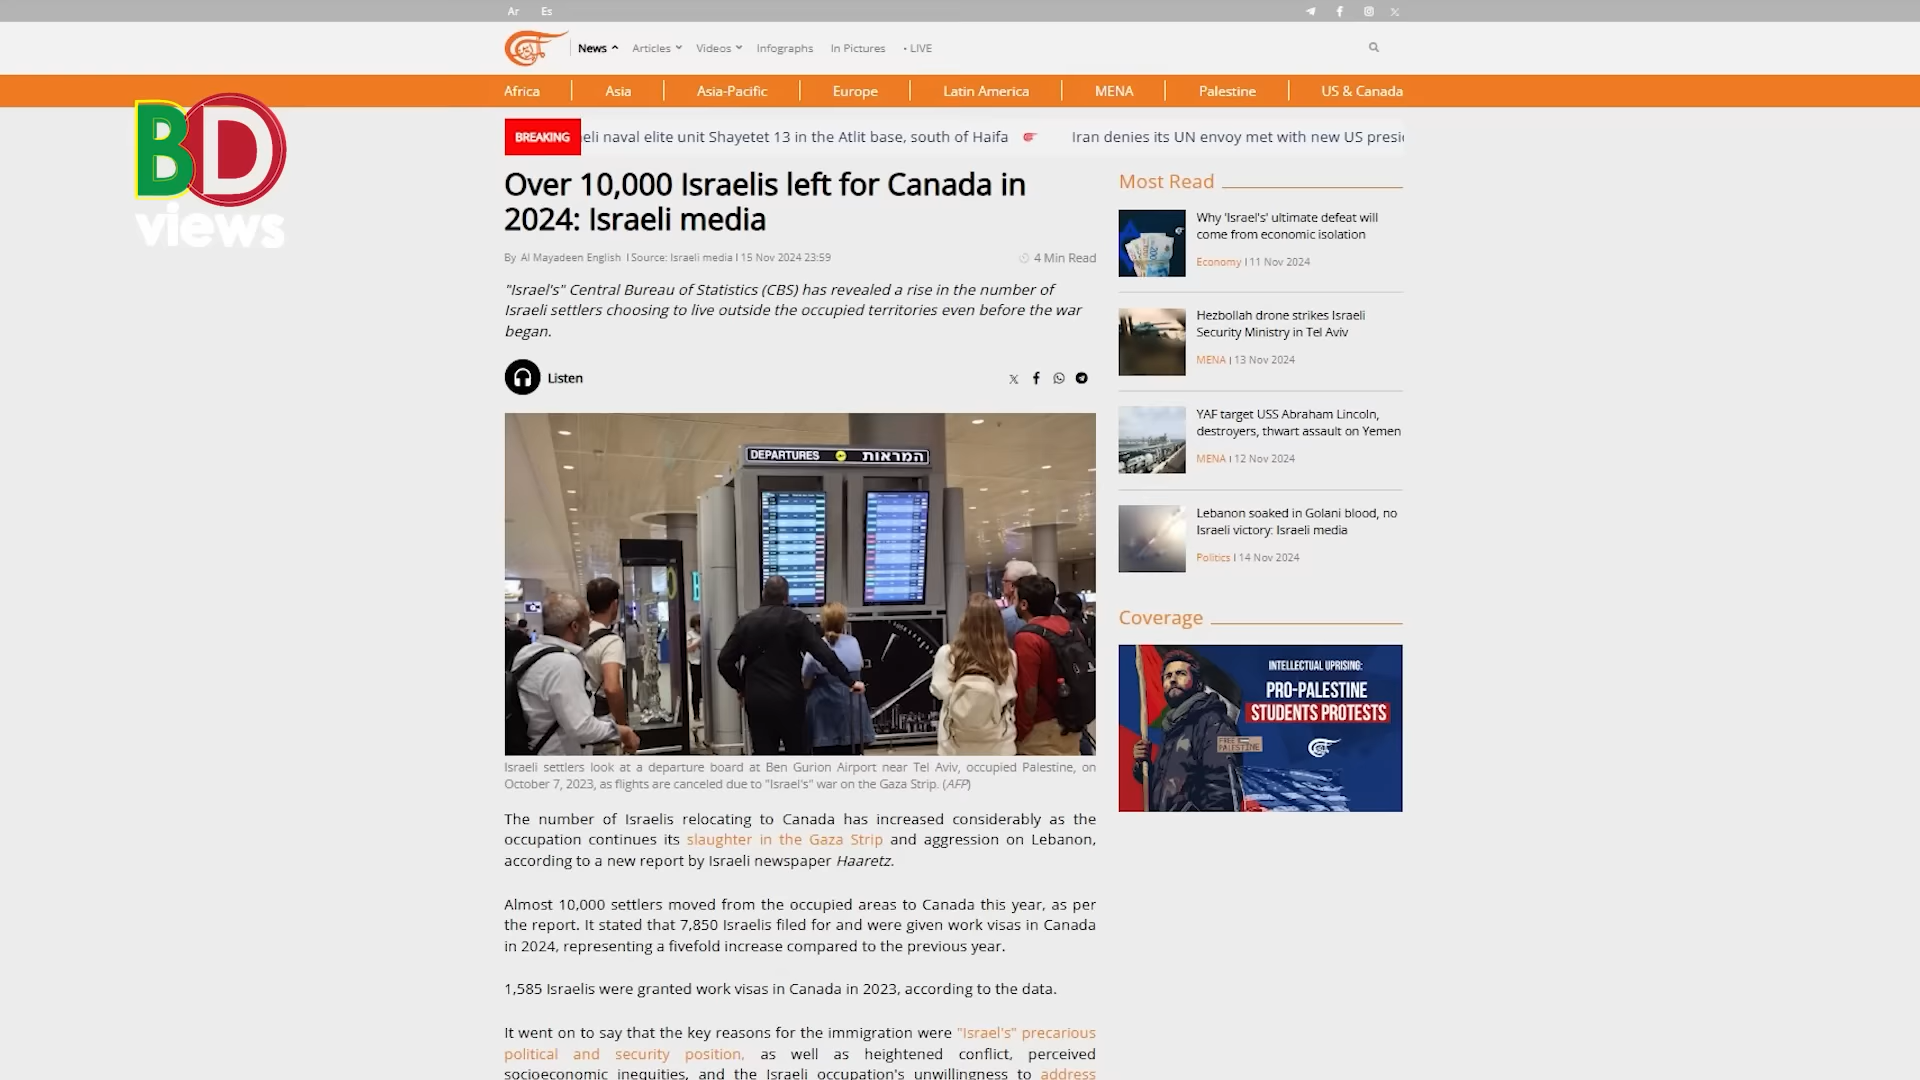 Ar Es
News Articles Videos Infographs In Pictures • LIVE
Africa Asia Asia-Pacific Europe Latin America MENA Palestine US & Canada
BD
views
BREAKING eli naval elite unit Shayetet 13 in the Atlit base, south of Haifa Iran denies its UN envoy met with new US presi
Over 10,000 Israelis left for Canada in
2024: Israeli media
By Al Mayadeen English | Source: Israeli media | 15 Nov 2024 23:59
4 Min Read
"Israel's" Central Bureau of Statistics (CBS) has revealed a rise in the number of
Israeli settlers choosing to live outside the occupied territories even before the war
began.
Listen
DEPARTURES המראות
Israeli settlers look at a departure board at Ben Gurion Airport near Tel Aviv, occupied Palestine, on
October 7, 2023, as flights are canceled due to "Israel's" war on the Gaza Strip. (AFP)
The number of Israelis relocating to Canada has increased considerably as the
occupation continues its slaughter in the Gaza Strip and aggression on Lebanon,
according to a new report by Israeli newspaper Haaretz.
Almost 10,000 settlers moved from the occupied areas to Canada this year, as per
the report. It stated that 7,850 Israelis filed for and were given work visas in Canada
in 2024, representing a fivefold increase compared to the previous year.
1,585 Israelis were granted work visas in Canada in 2023, according to the data.
It went on to say that the key reasons for the immigration were "Israel's" precarious
political and security position, as well as heightened conflict, perceived
socioeconomic inequities, and the Israeli occupation's unwillingness to address
Most Read
Why 'Israel's' ultimate defeat will
come from economic isolation
Economy | 11 Nov 2024
Hezbollah drone strikes Israeli
Security Ministry in Tel Aviv
MENA | 13 Nov 2024
YAF target USS Abraham Lincoln,
destroyers, thwart assault on Yemen
MENA | 12 Nov 2024
Lebanon soaked in Golani blood, no
Israeli victory: Israeli media
Politics | 14 Nov 2024
Coverage
INTELLECTUAL UPRISING:
PRO-PALESTINE
STUDENTS PROTESTS
FREE
PALESTINE